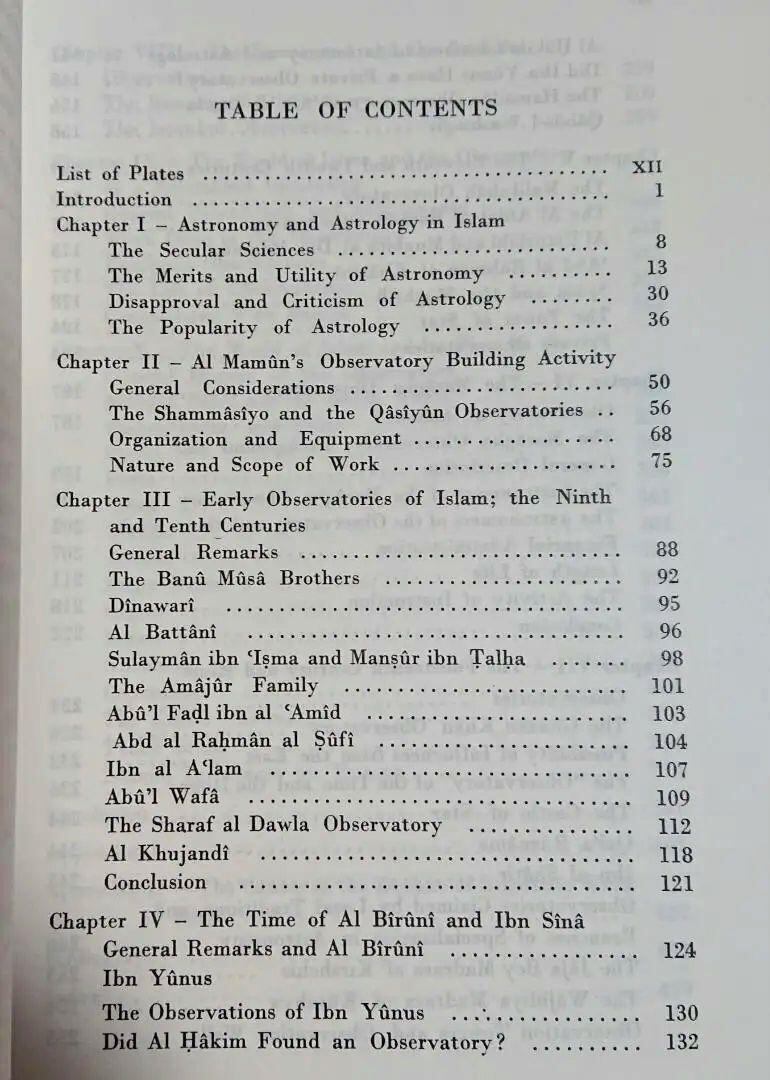 TABLE OF CONTENTS
List of Plates ........................................ XII
Introduction ........................................ 1
Chapter I – Astronomy and Astrology in Islam
The Secular Sciences .......................... 8
The Merits and Utility of Astronomy .......... 13
Disapproval and Criticism of Astrology ........ 30
The Popularity of Astrology .................. 36
Chapter II – Al Mamûn's Observatory Building Activity
General Considerations ......................... 50
The Shammâsîyo and the Qâsîyûn Observatories .. 56
Organization and Equipment ................... 68
Nature and Scope of Work ..................... 75
Chapter III – Early Observatories of Islam; the Ninth
and Tenth Centuries
General Remarks .............................. 88
The Banû Mûsâ Brothers ...................... 92
Dînawarî .................................... 95
Al Battânî .................................. 96
Sulaymân ibn ʿIṣma and Manṣûr ibn Ṭalḥa ....... 98
The Amâjûr Family .......................... 101
Abû'l Faḍl ibn al ʿAmîd ........................ 103
Abd al Raḥmân al Ṣûfî ....................... 104
Ibn al Aʿlam ................................. 107
Abû'l Wafâ .................................. 109
The Sharaf al Dawla Observatory ............... 112
Al Khujandî .................................. 118
Conclusion ................................... 121
Chapter IV – The Time of Al Bîrûnî and Ibn Sînâ
General Remarks and Al Bîrûnî ................. 124
Ibn Yûnus
The Observations of Ibn Yûnus ................ 130
Did Al Ḥâkim Found an Observatory? .......... 132